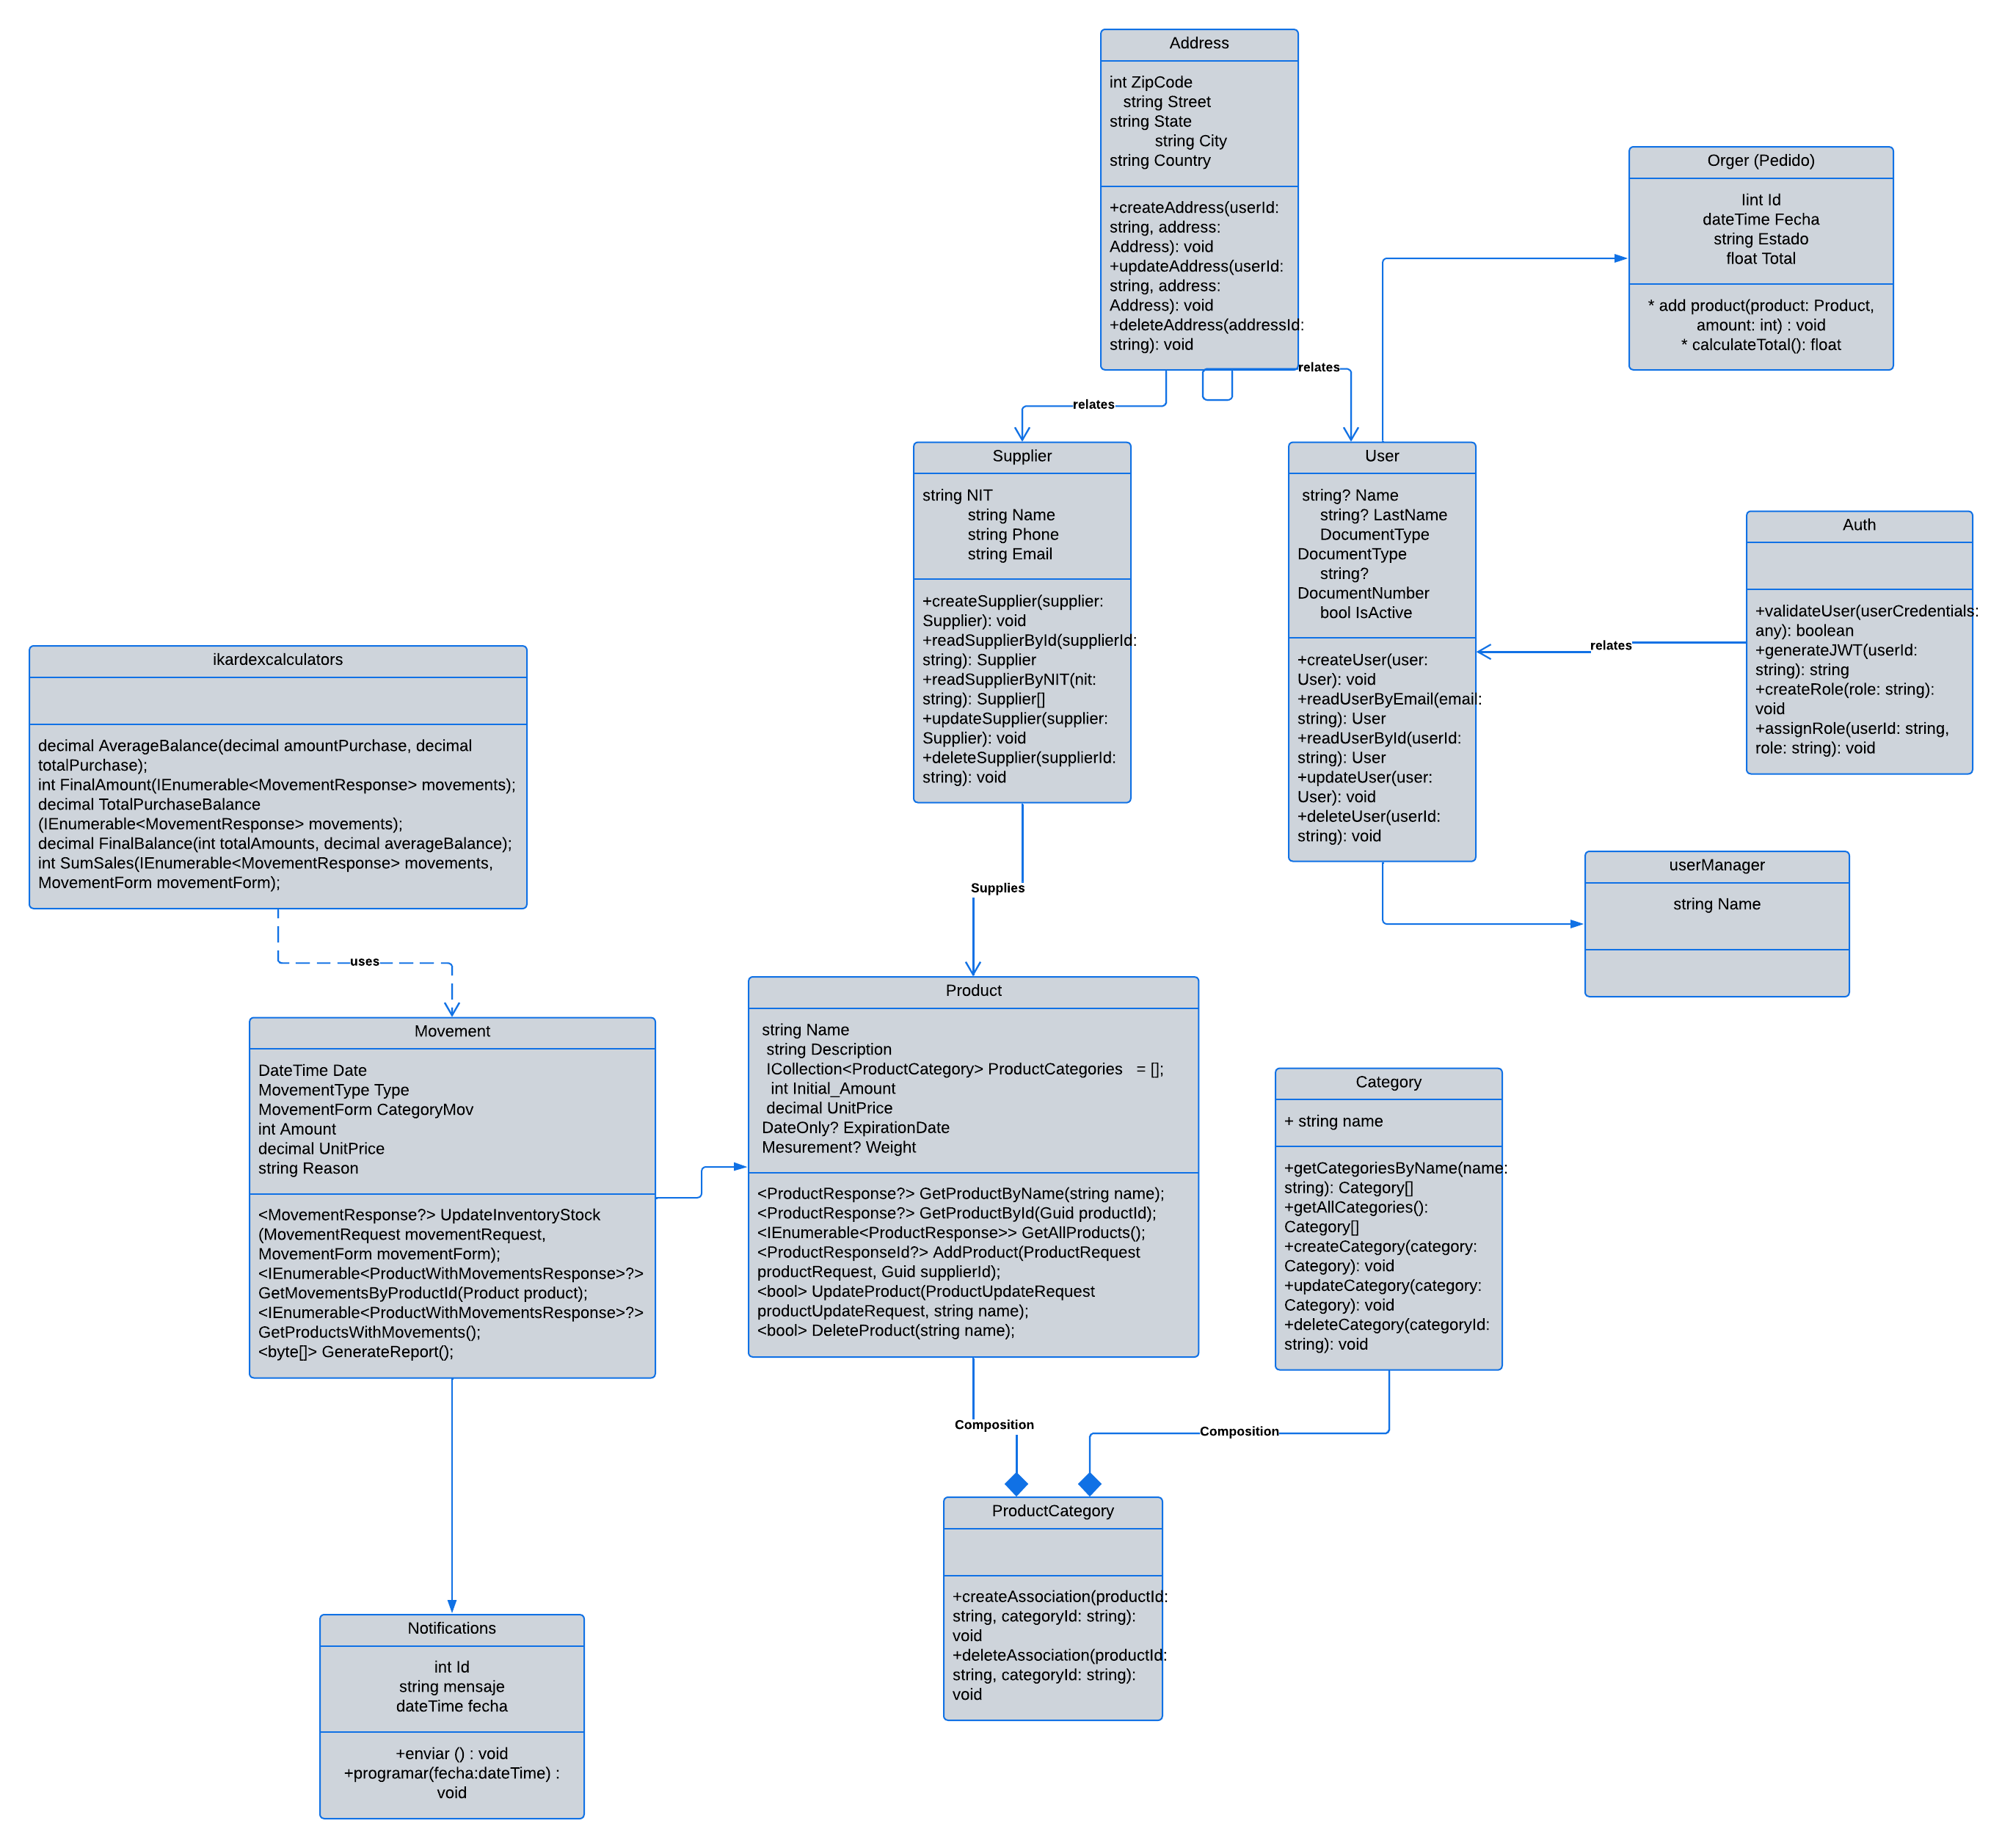 Address
int ZipCode
string Street
string State
string City
string Country
+createAddress(userId:
string, address:
Address): void
+updateAddress(userId:
string, address:
Address): void
+deleteAddress(addressId:
string): void
Orger (Pedido)
Iint Id
dateTime Fecha
string Estado
float Total
* add product(product: Product,
amount: int) : void
* calculateTotal(): float
relates
relates
Supplier
string NIT
string Name
string Phone
string Email
+createSupplier(supplier:
Supplier): void
+readSupplierById(supplierId:
string): Supplier
+readSupplierByNIT(nit:
string): Supplier[]
+updateSupplier(supplier:
Supplier): void
+deleteSupplier(supplierId:
string): void
User
string? Name
string? LastName
DocumentType
DocumentType
string?
DocumentNumber
bool IsActive
+createUser(user:
User): void
+readUserByEmail(email:
string): User
+readUserById(userId:
string): User
+updateUser(user:
User): void
+deleteUser(userId:
string): void
Auth
+validateUser(userCredentials:
any): boolean
+generateJWT(userId:
string): string
+createRole(role: string):
void
+assignRole(userId: string,
role: string): void
relates
ikardexcalculators
decimal AverageBalance(decimal amountPurchase, decimal
totalPurchase);
int FinalAmount(IEnumerable<MovementResponse> movements);
decimal TotalPurchaseBalance
(IEnumerable<MovementResponse> movements);
decimal FinalBalance(int totalAmounts, decimal averageBalance);
int SumSales(IEnumerable<MovementResponse> movements,
MovementForm movementForm);
userManager
string Name
Supplies
uses
Movement
DateTime Date
MovementType Type
MovementForm CategoryMov
int Amount
decimal UnitPrice
string Reason
<MovementResponse?> UpdateInventoryStock
(MovementRequest movementRequest,
MovementForm movementForm);
<IEnumerable<ProductWithMovementsResponse>?>
GetMovementsByProductId(Product product);
<IEnumerable<ProductWithMovementsResponse>?>
GetProductsWithMovements();
<byte[]> GenerateReport();
Product
string Name
string Description
ICollection<ProductCategory> ProductCategories   = [];
int Initial_Amount
decimal UnitPrice
DateOnly? ExpirationDate
Mesurement? Weight
<ProductResponse?> GetProductByName(string name);
<ProductResponse?> GetProductById(Guid productId);
<IEnumerable<ProductResponse>> GetAllProducts();
<ProductResponseId?> AddProduct(ProductRequest
productRequest, Guid supplierId);
<bool> UpdateProduct(ProductUpdateRequest
productUpdateRequest, string name);
<bool> DeleteProduct(string name);
Category
+ string name
+getCategoriesByName(name:
string): Category[]
+getAllCategories():
Category[]
+createCategory(category:
Category): void
+updateCategory(category:
Category): void
+deleteCategory(categoryId:
string): void
Composition
Composition
ProductCategory
+createAssociation(productId:
string, categoryId: string):
void
+deleteAssociation(productId:
string, categoryId: string):
void
Notifications
int Id
string mensaje
dateTime fecha
+enviar () : void
+programar(fecha:dateTime) :
void